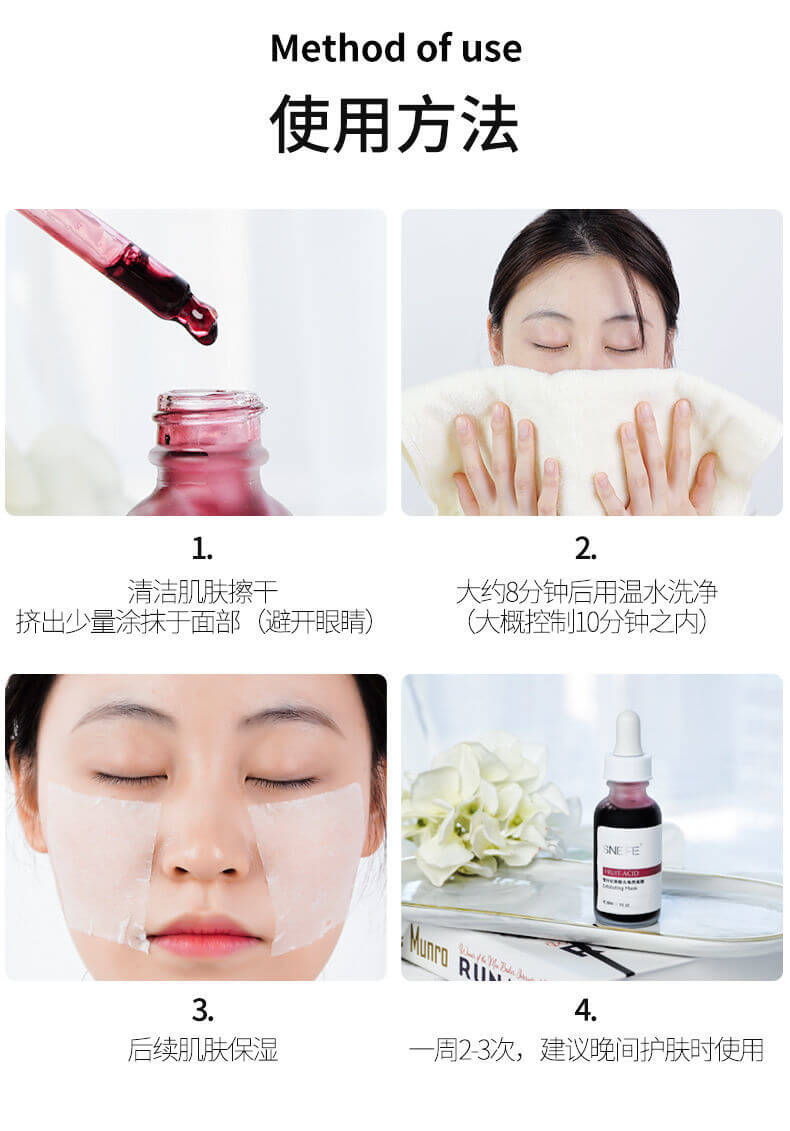 Method of use
使用方法
1.
清洁肌肤擦干
挤出少量涂抹于面部（避开眼睛）
2.
大约8分钟后用温水洗净
（大概控制10分钟之内）
3.
后续肌肤保湿
FRUIT ACID
Exfoliating Mask
Munro
RUN
4.
一周2-3次，建议晚间护肤时使用